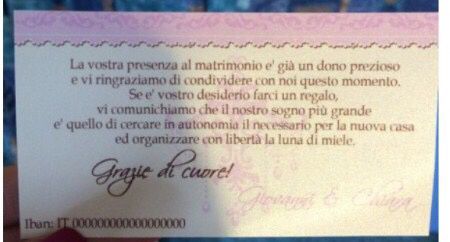 La vostra presenza al matrimonio e' già un dono prezioso
e vi ringraziamo di condividere con noi questo momento.
Se e' vostro desiderio farci un regalo,
vi comunichiamo che il nostro sogno più grande
e' quello di cercare in autonomia il necessario per la nuova casa
ed organizzare con libertà la luna di miele.
Grazie di cuore!
Giovanni & Chiara
Iban: IT 000000000000000000